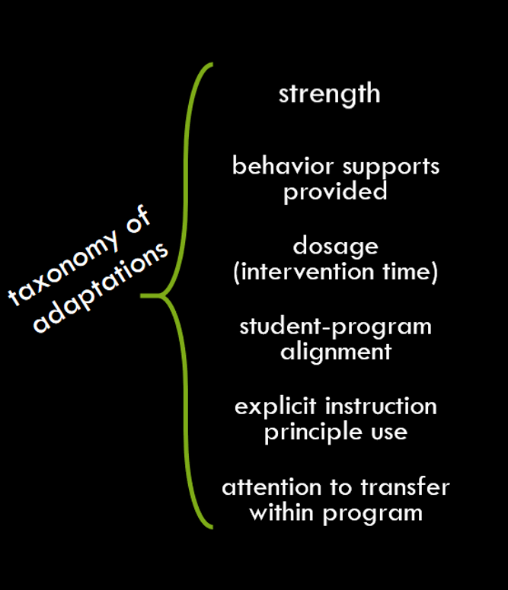 taxonomy of
adaptations
strength
behavior supports
provided
dosage
(intervention time)
student-program
alignment
explicit instruction
principle use
attention to transfer
within program